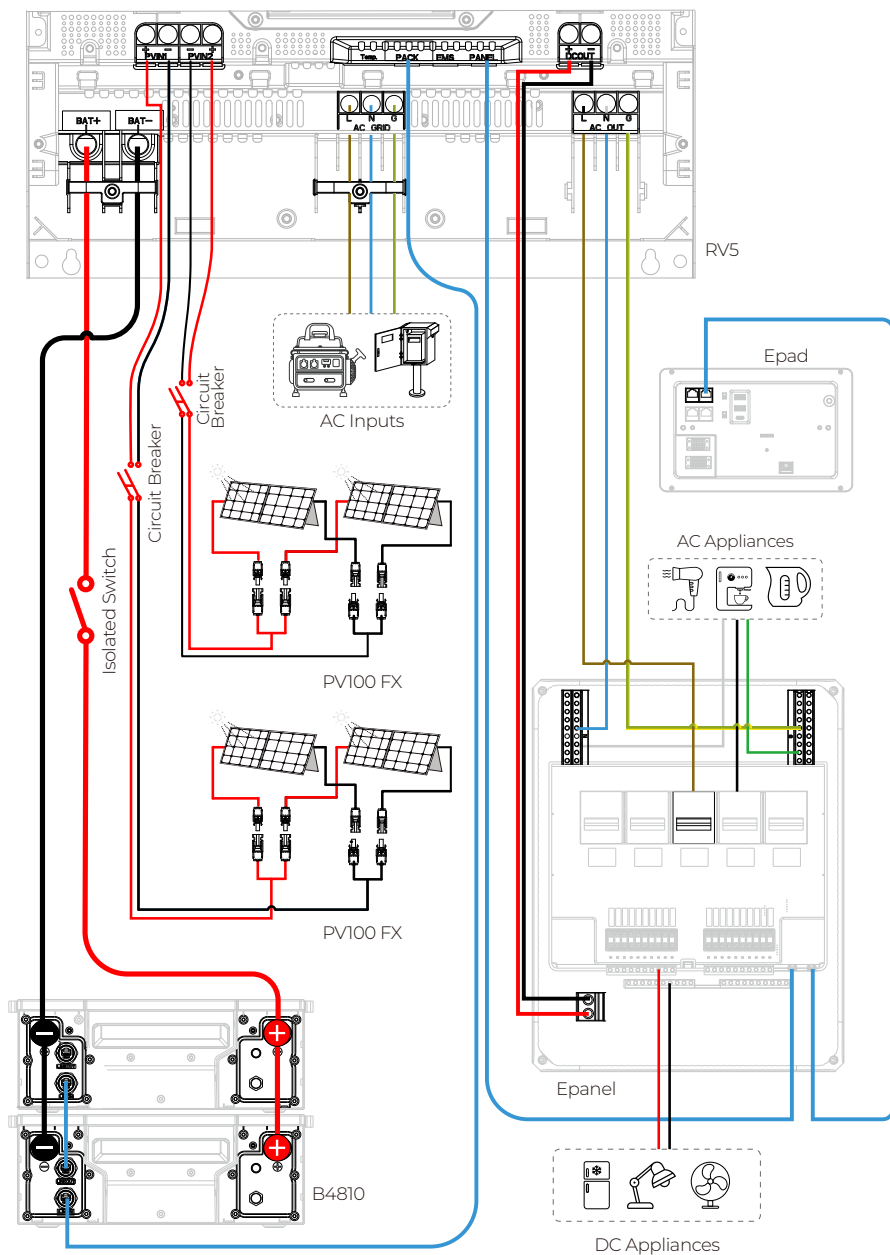 + − − +
PVIN1 PVIN2
Temp. PACK EMS PANEL
+ −
DCOUT
BAT+ BAT−
L N G
AC GRID
L N G
AC OUT
RV5
Circuit
Breaker
AC Inputs
Epad
Circuit Breaker
AC Appliances
Isolated Switch
PV100 FX
PV100 FX
Epanel
− +
− +
B4810
DC Appliances